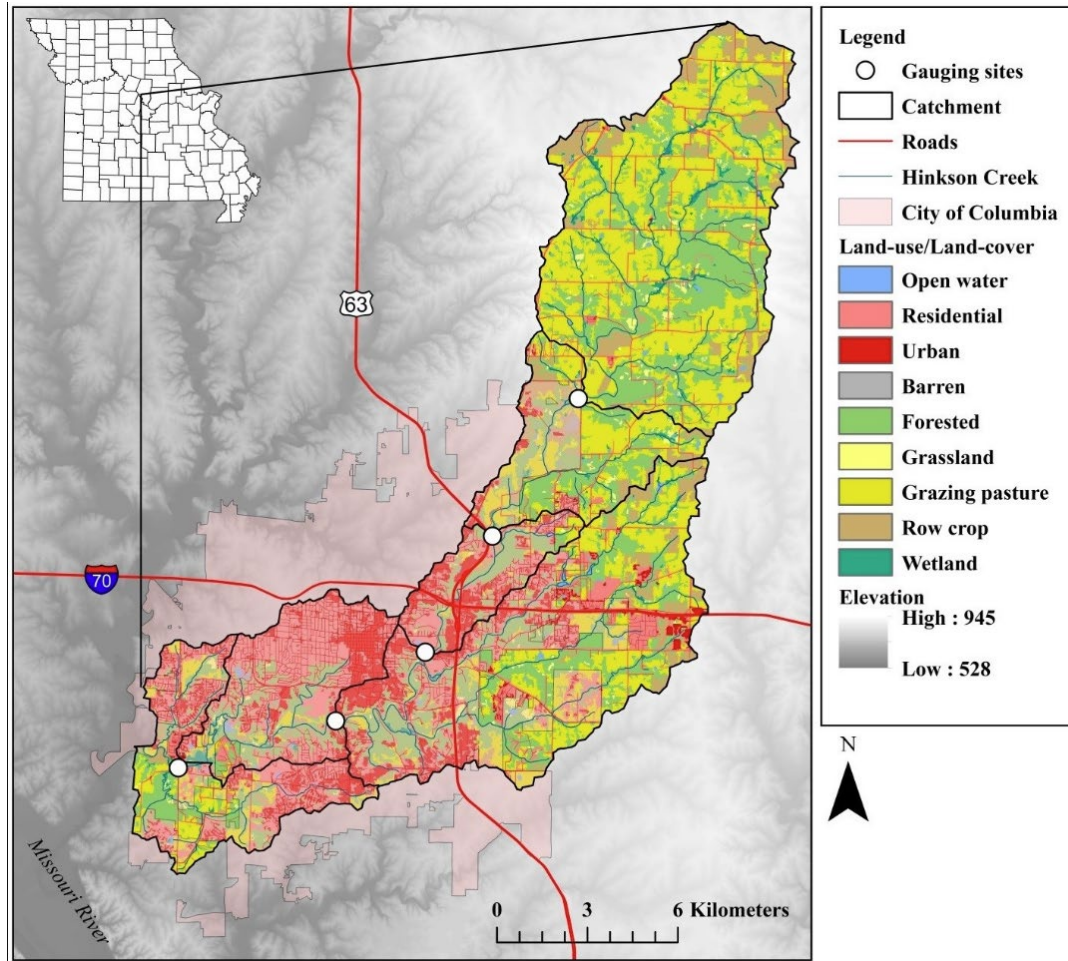 63
70
Missouri River
0 3 6 Kilometers
Legend
Gauging sites
Catchment
Roads
Hinkson Creek
City of Columbia
Land-use/Land-cover
Open water
Residential
Urban
Barren
Forested
Grassland
Grazing pasture
Row crop
Wetland
Elevation
High : 945
Low : 528
N